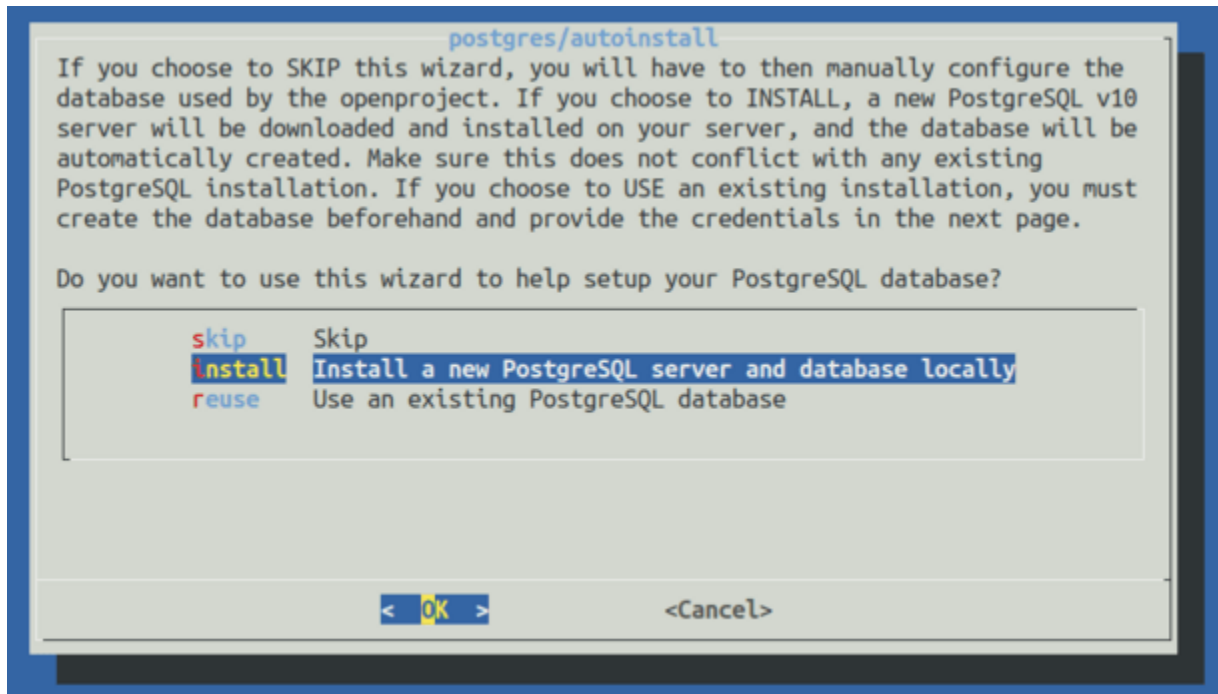 postgres/autoinstall
If you choose to SKIP this wizard, you will have to then manually configure the
database used by the openproject. If you choose to INSTALL, a new PostgreSQL v10
server will be downloaded and installed on your server, and the database will be
automatically created. Make sure this does not conflict with any existing
PostgreSQL installation. If you choose to USE an existing installation, you must
create the database beforehand and provide the credentials in the next page.
Do you want to use this wizard to help setup your PostgreSQL database?
skip Skip
install Install a new PostgreSQL server and database locally
reuse Use an existing PostgreSQL database
< OK > <Cancel>